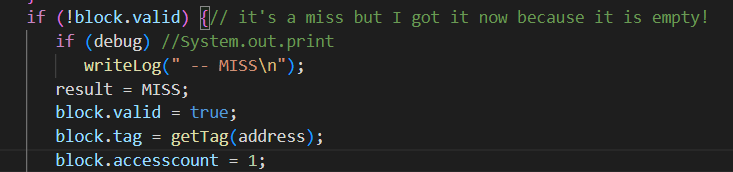 if (!block.valid) {// it's a miss but I got it now because it is empty!
if (debug) //System.out.print
writeLog(" -- MISS\n");
result = MISS;
block.valid = true;
block.tag = getTag(address);
block.accesscount = 1;